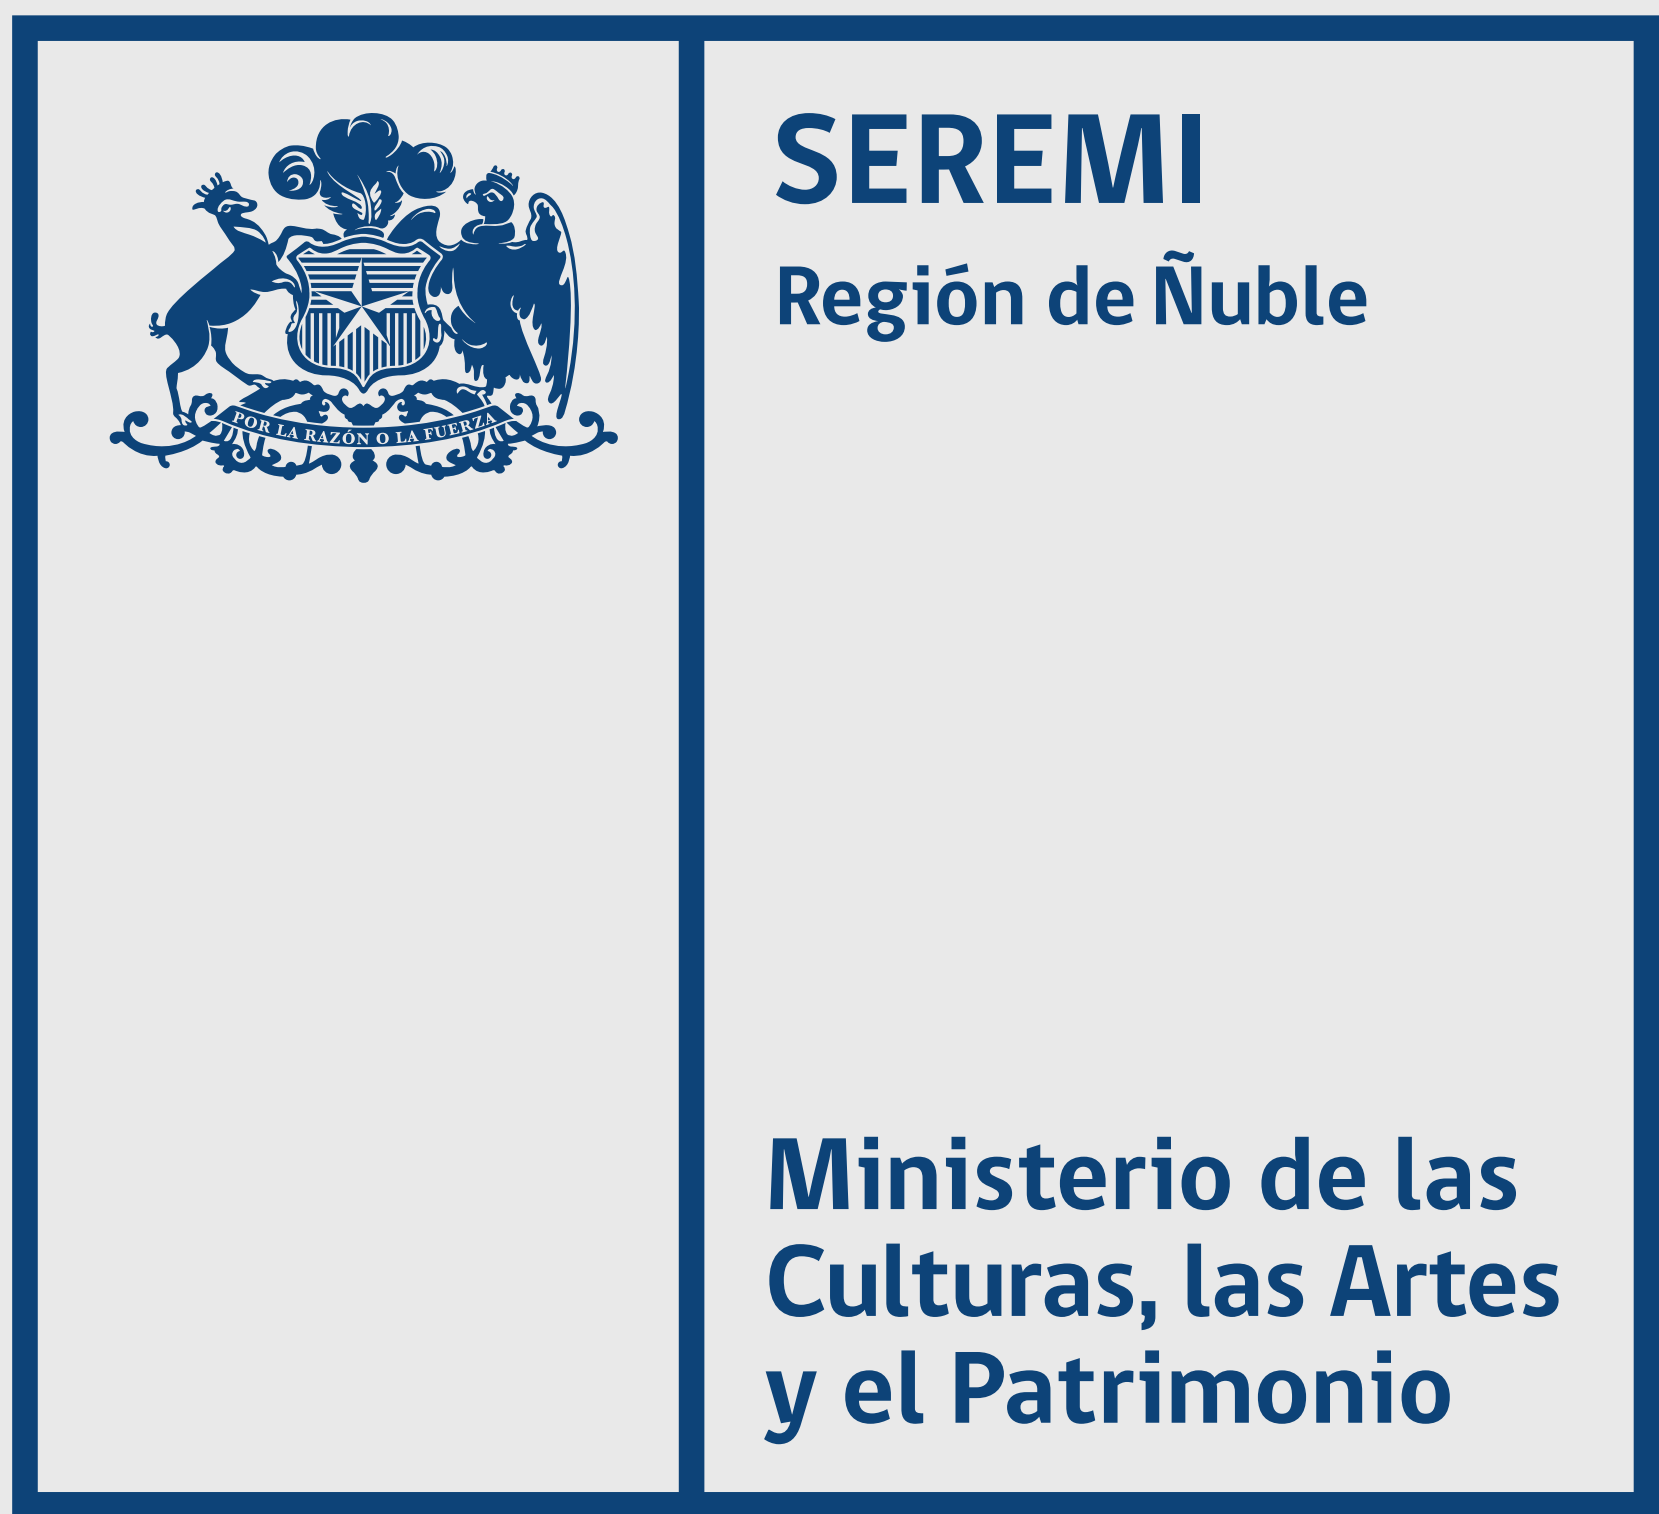 POR LA RAZÓN O LA FUERZA
SEREMI
Región de Ñuble
Ministerio de las
Culturas, las Artes
y el Patrimonio